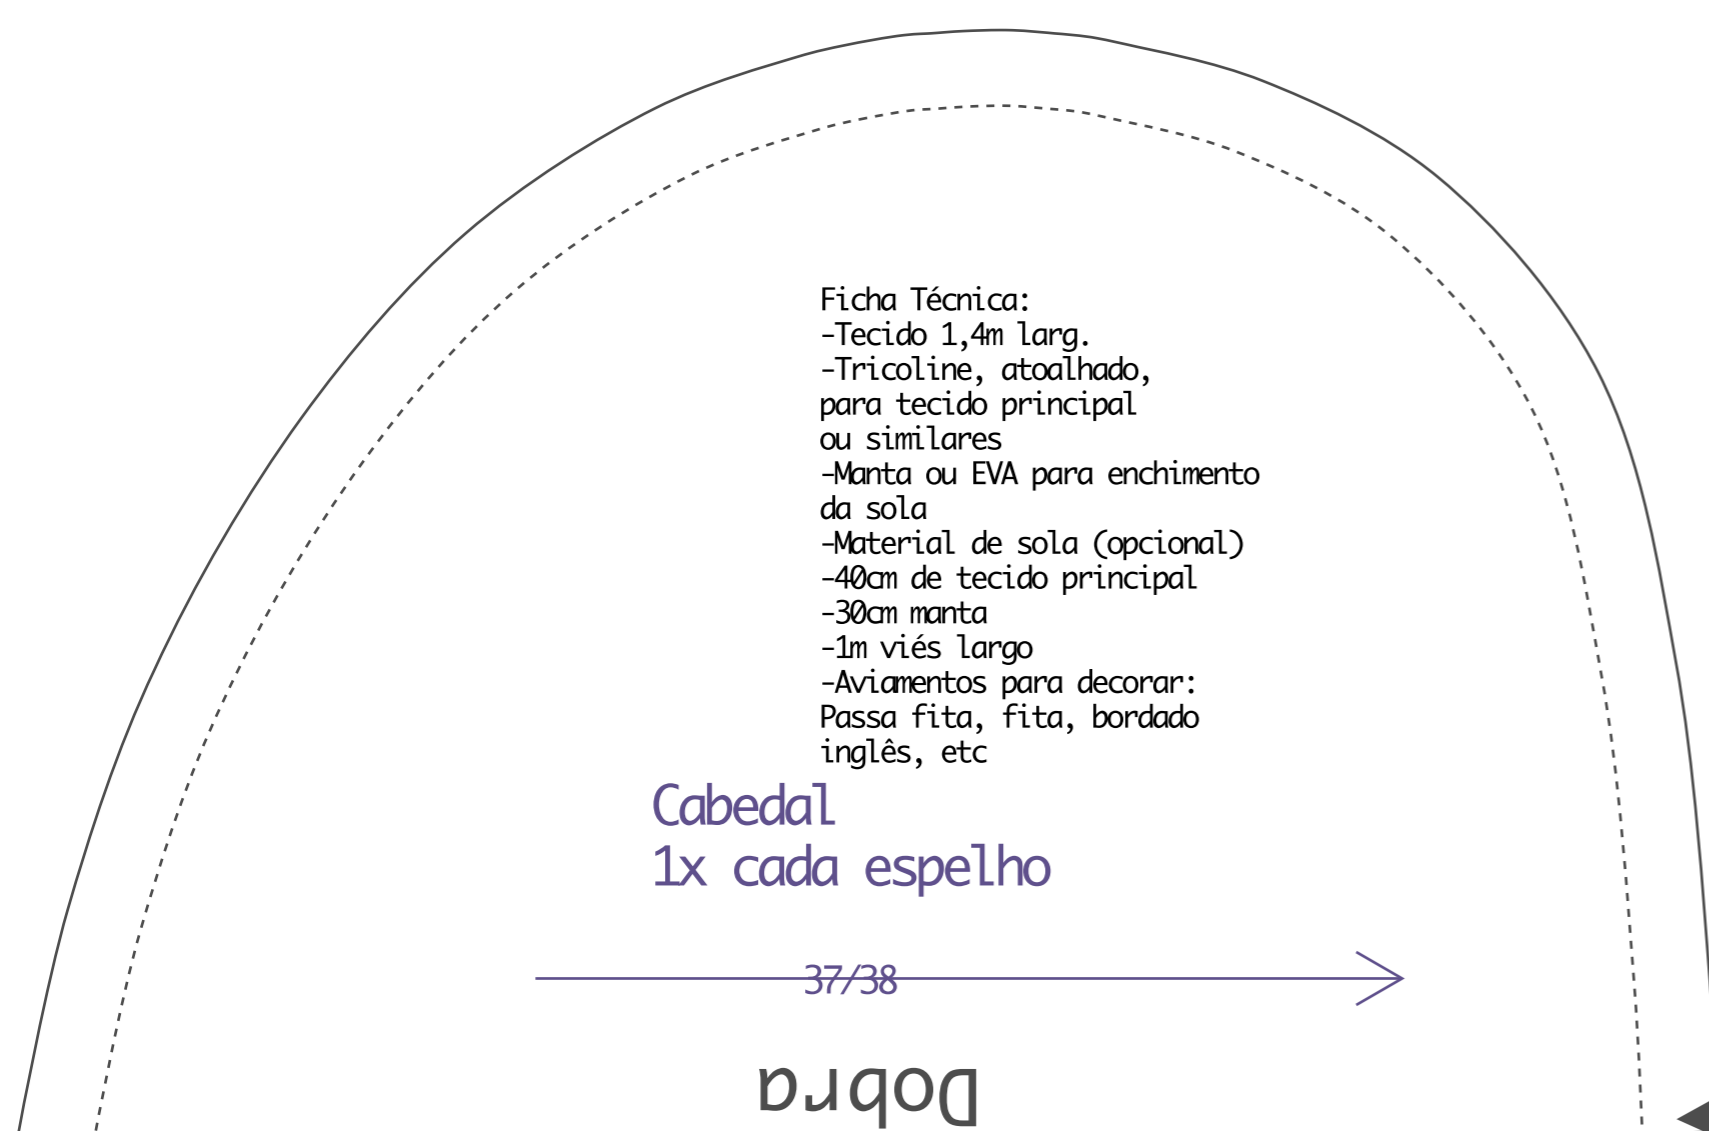 Ficha Técnica:
-Tecido 1,4m larg.
-Tricoline, atoalhado,
para tecido principal
ou similares
-Manta ou EVA para enchimento
da sola
-Material de sola (opcional)
-40cm de tecido principal
-30cm manta
-1m viés largo
-Aviamentos para decorar:
Passa fita, fita, bordado
inglês, etc
Cabedal
1x cada espelho
37/38
Dobra